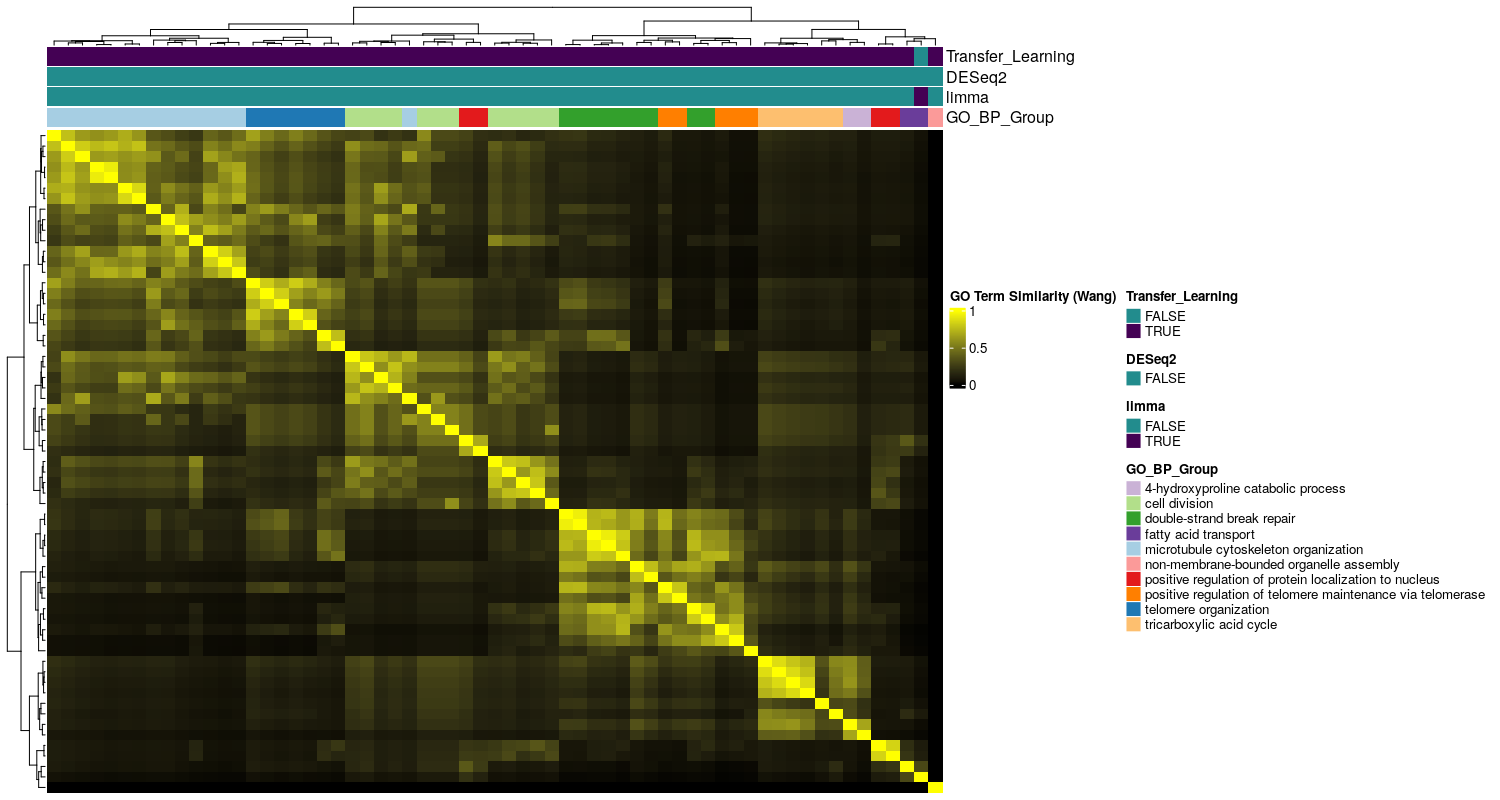 Transfer_Learning
DESeq2
limma
GO_BP_Group
GO Term Similarity (Wang)
1
0.5
0
Transfer_Learning
FALSE
TRUE
DESeq2
FALSE
limma
FALSE
TRUE
GO_BP_Group
4-hydroxyproline catabolic process
cell division
double-strand break repair
fatty acid transport
microtubule cytoskeleton organization
non-membrane-bounded organelle assembly
positive regulation of protein localization to nucleus
positive regulation of telomere maintenance via telomerase
telomere organization
tricarboxylic acid cycle